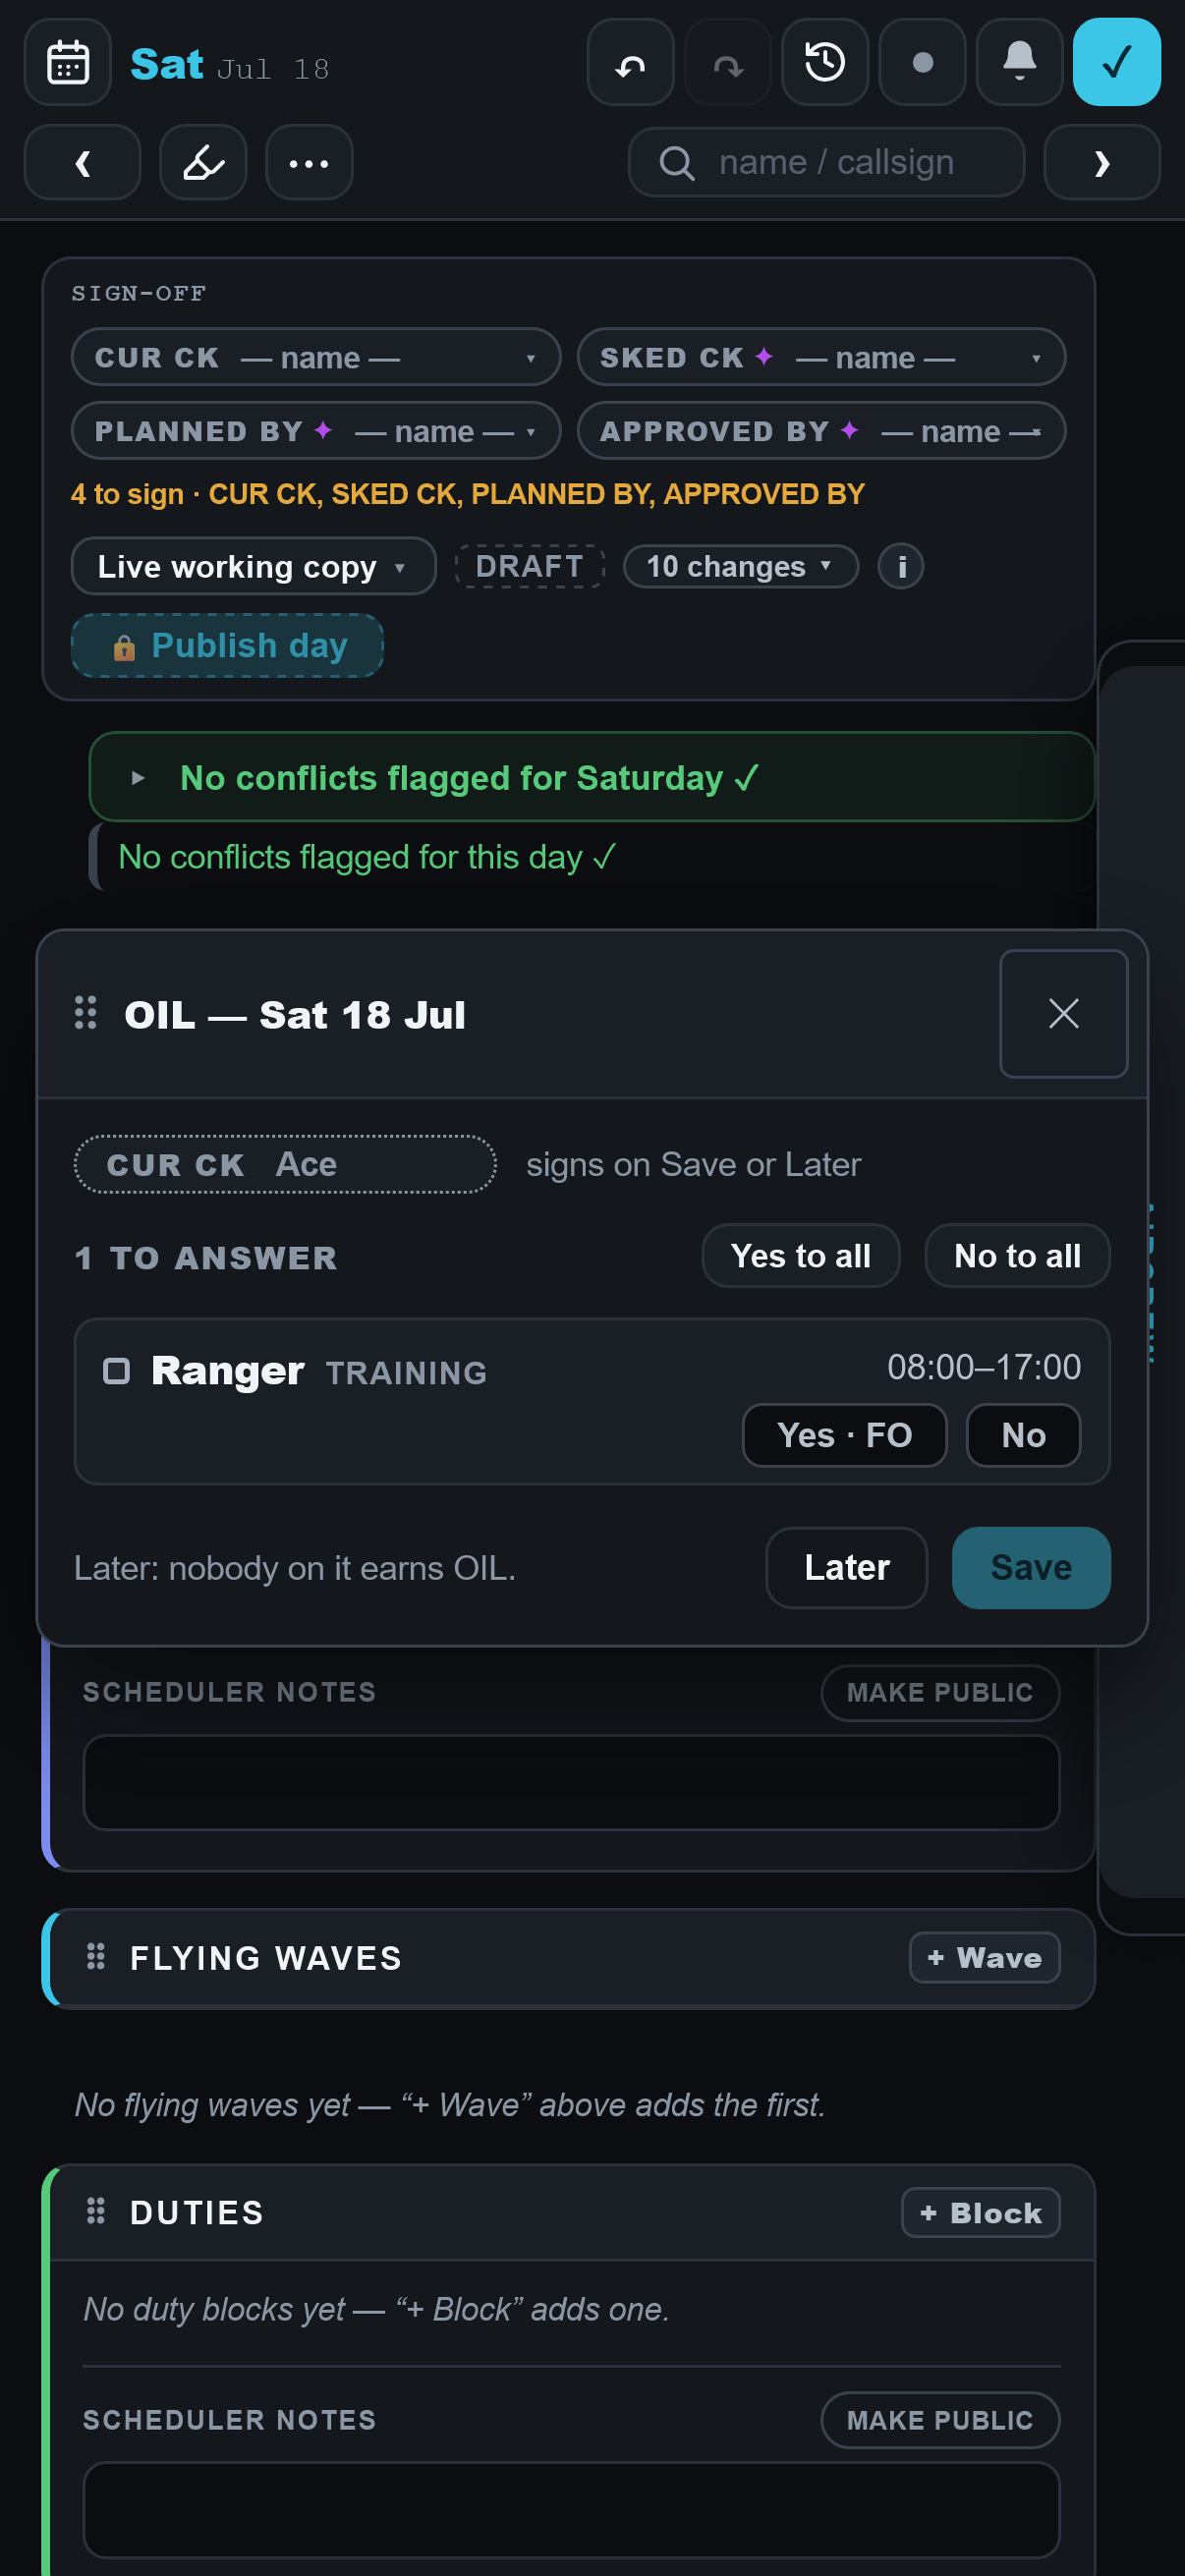 Sat Jul 18
name / callsign
SIGN-OFF
CUR CK — name —
SKED CK — name —
PLANNED BY — name —
APPROVED BY — name —
4 to sign · CUR CK, SKED CK, PLANNED BY, APPROVED BY
Live working copy DRAFT 10 changes i
Publish day
No conflicts flagged for Saturday ✓
No conflicts flagged for this day ✓
OIL — Sat 18 Jul
CUR CK Ace signs on Save or Later
1 TO ANSWER Yes to all No to all
Ranger TRAINING 08:00–17:00
Yes · FO No
Later: nobody on it earns OIL. Later Save
SCHEDULER NOTES MAKE PUBLIC
FLYING WAVES + Wave
No flying waves yet — “+ Wave” above adds the first.
DUTIES + Block
No duty blocks yet — “+ Block” adds one.
SCHEDULER NOTES MAKE PUBLIC